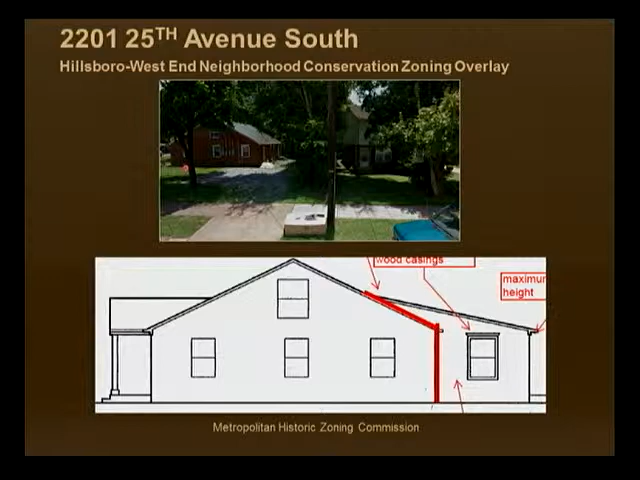 2201 25TH Avenue South
Hillsboro-West End Neighborhood Conservation Zoning Overlay
wood casings
maximum
height
Metropolitan Historic Zoning Commission